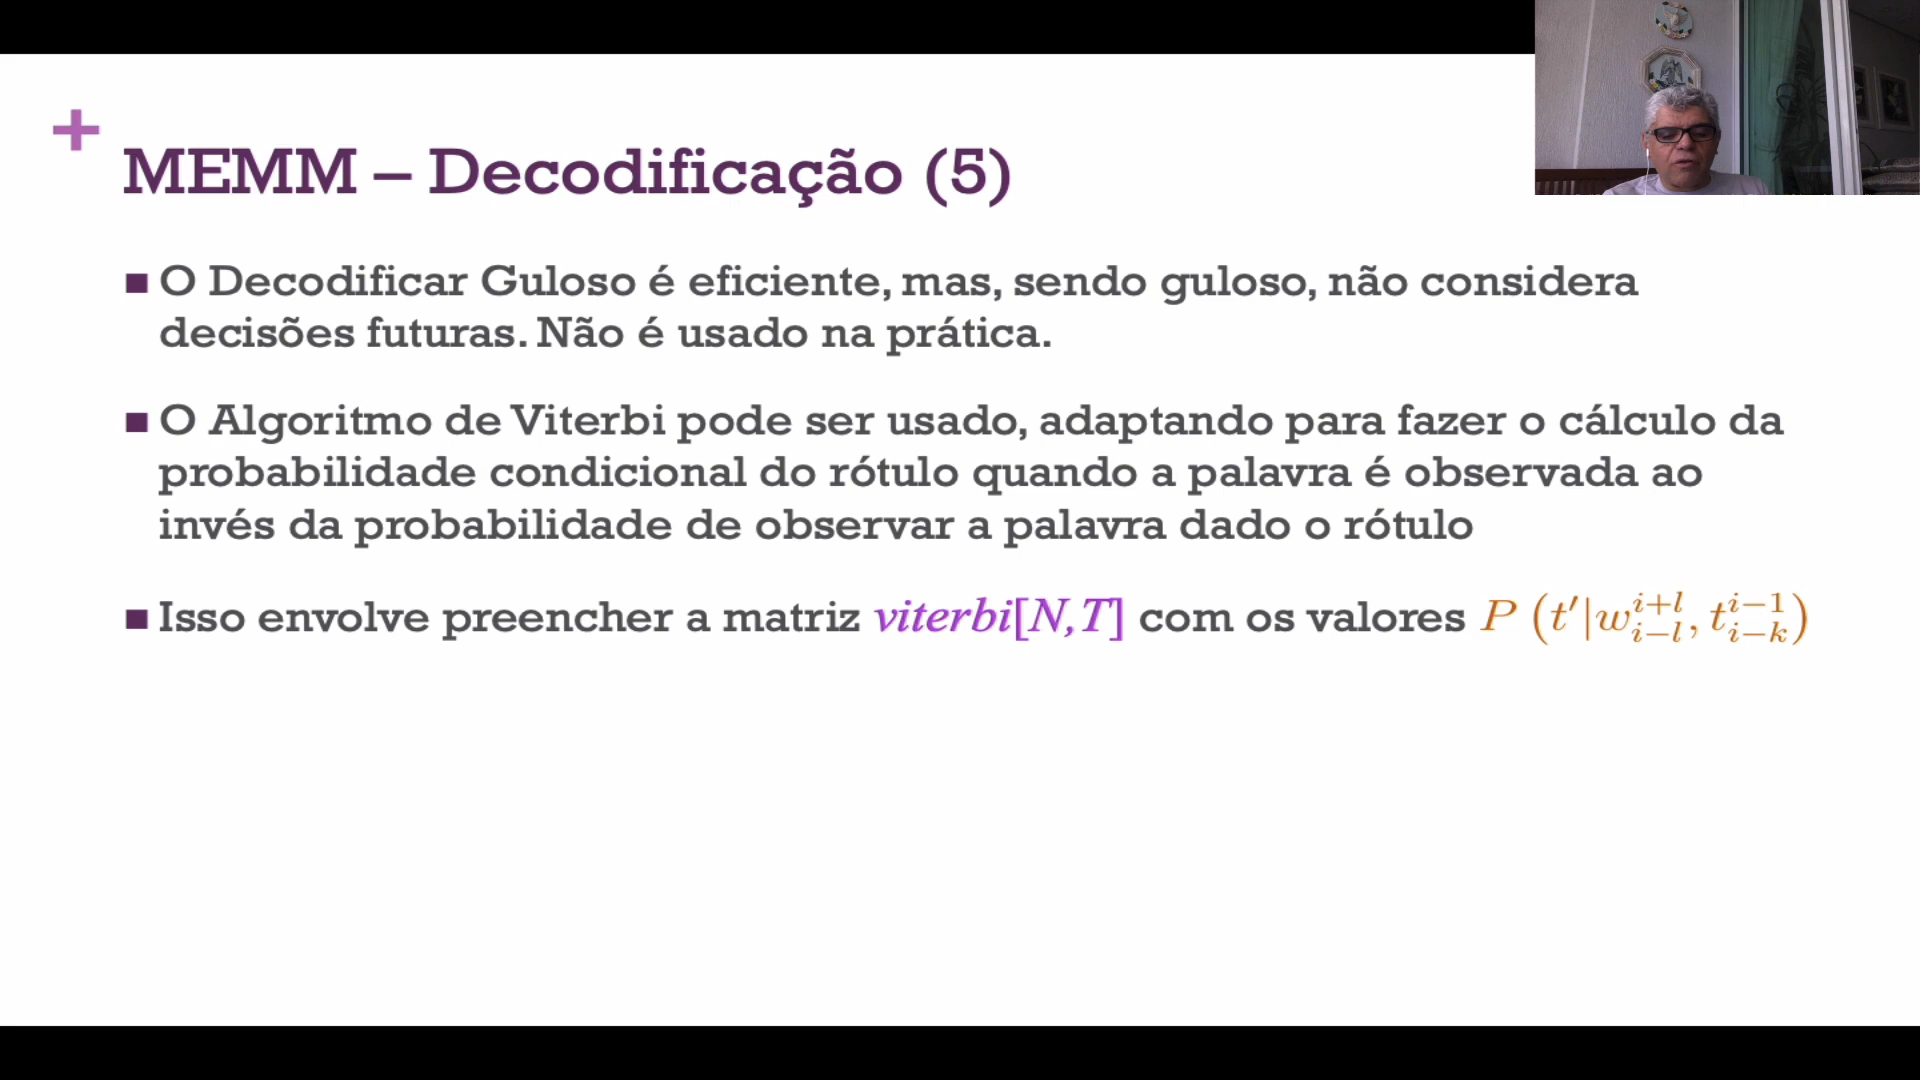 +
MEMM – Decodificação (5)
■ O Decodificar Guloso é eficiente, mas, sendo guloso, não considera
decisões futuras. Não é usado na prática.
■ O Algoritmo de Viterbi pode ser usado, adaptando para fazer o cálculo da
probabilidade condicional do rótulo quando a palavra é observada ao
invés da probabilidade de observar a palavra dado o rótulo
■ Isso envolve preencher a matriz viterbi[N,T] com os valores P (t′|w_{i−l}^{i+l}, t_{i−k}^{i−1})